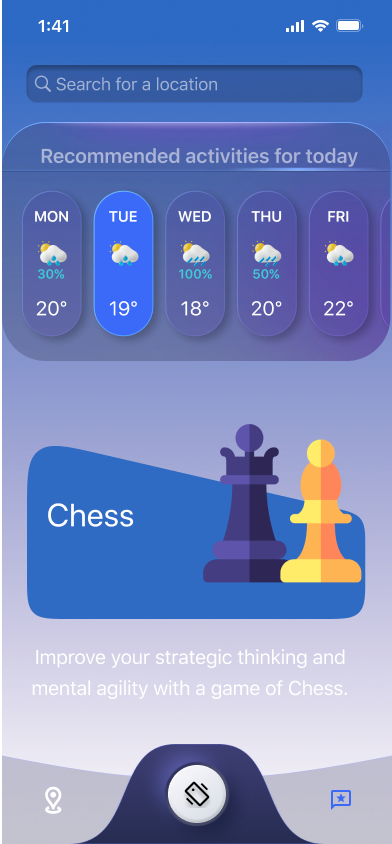 1:41
Search for a location
Recommended activities for today
MON TUE WED THU FRI
30% 100% 50%
20° 19° 18° 20° 22°
Chess
Improve your strategic thinking and
mental agility with a game of Chess.